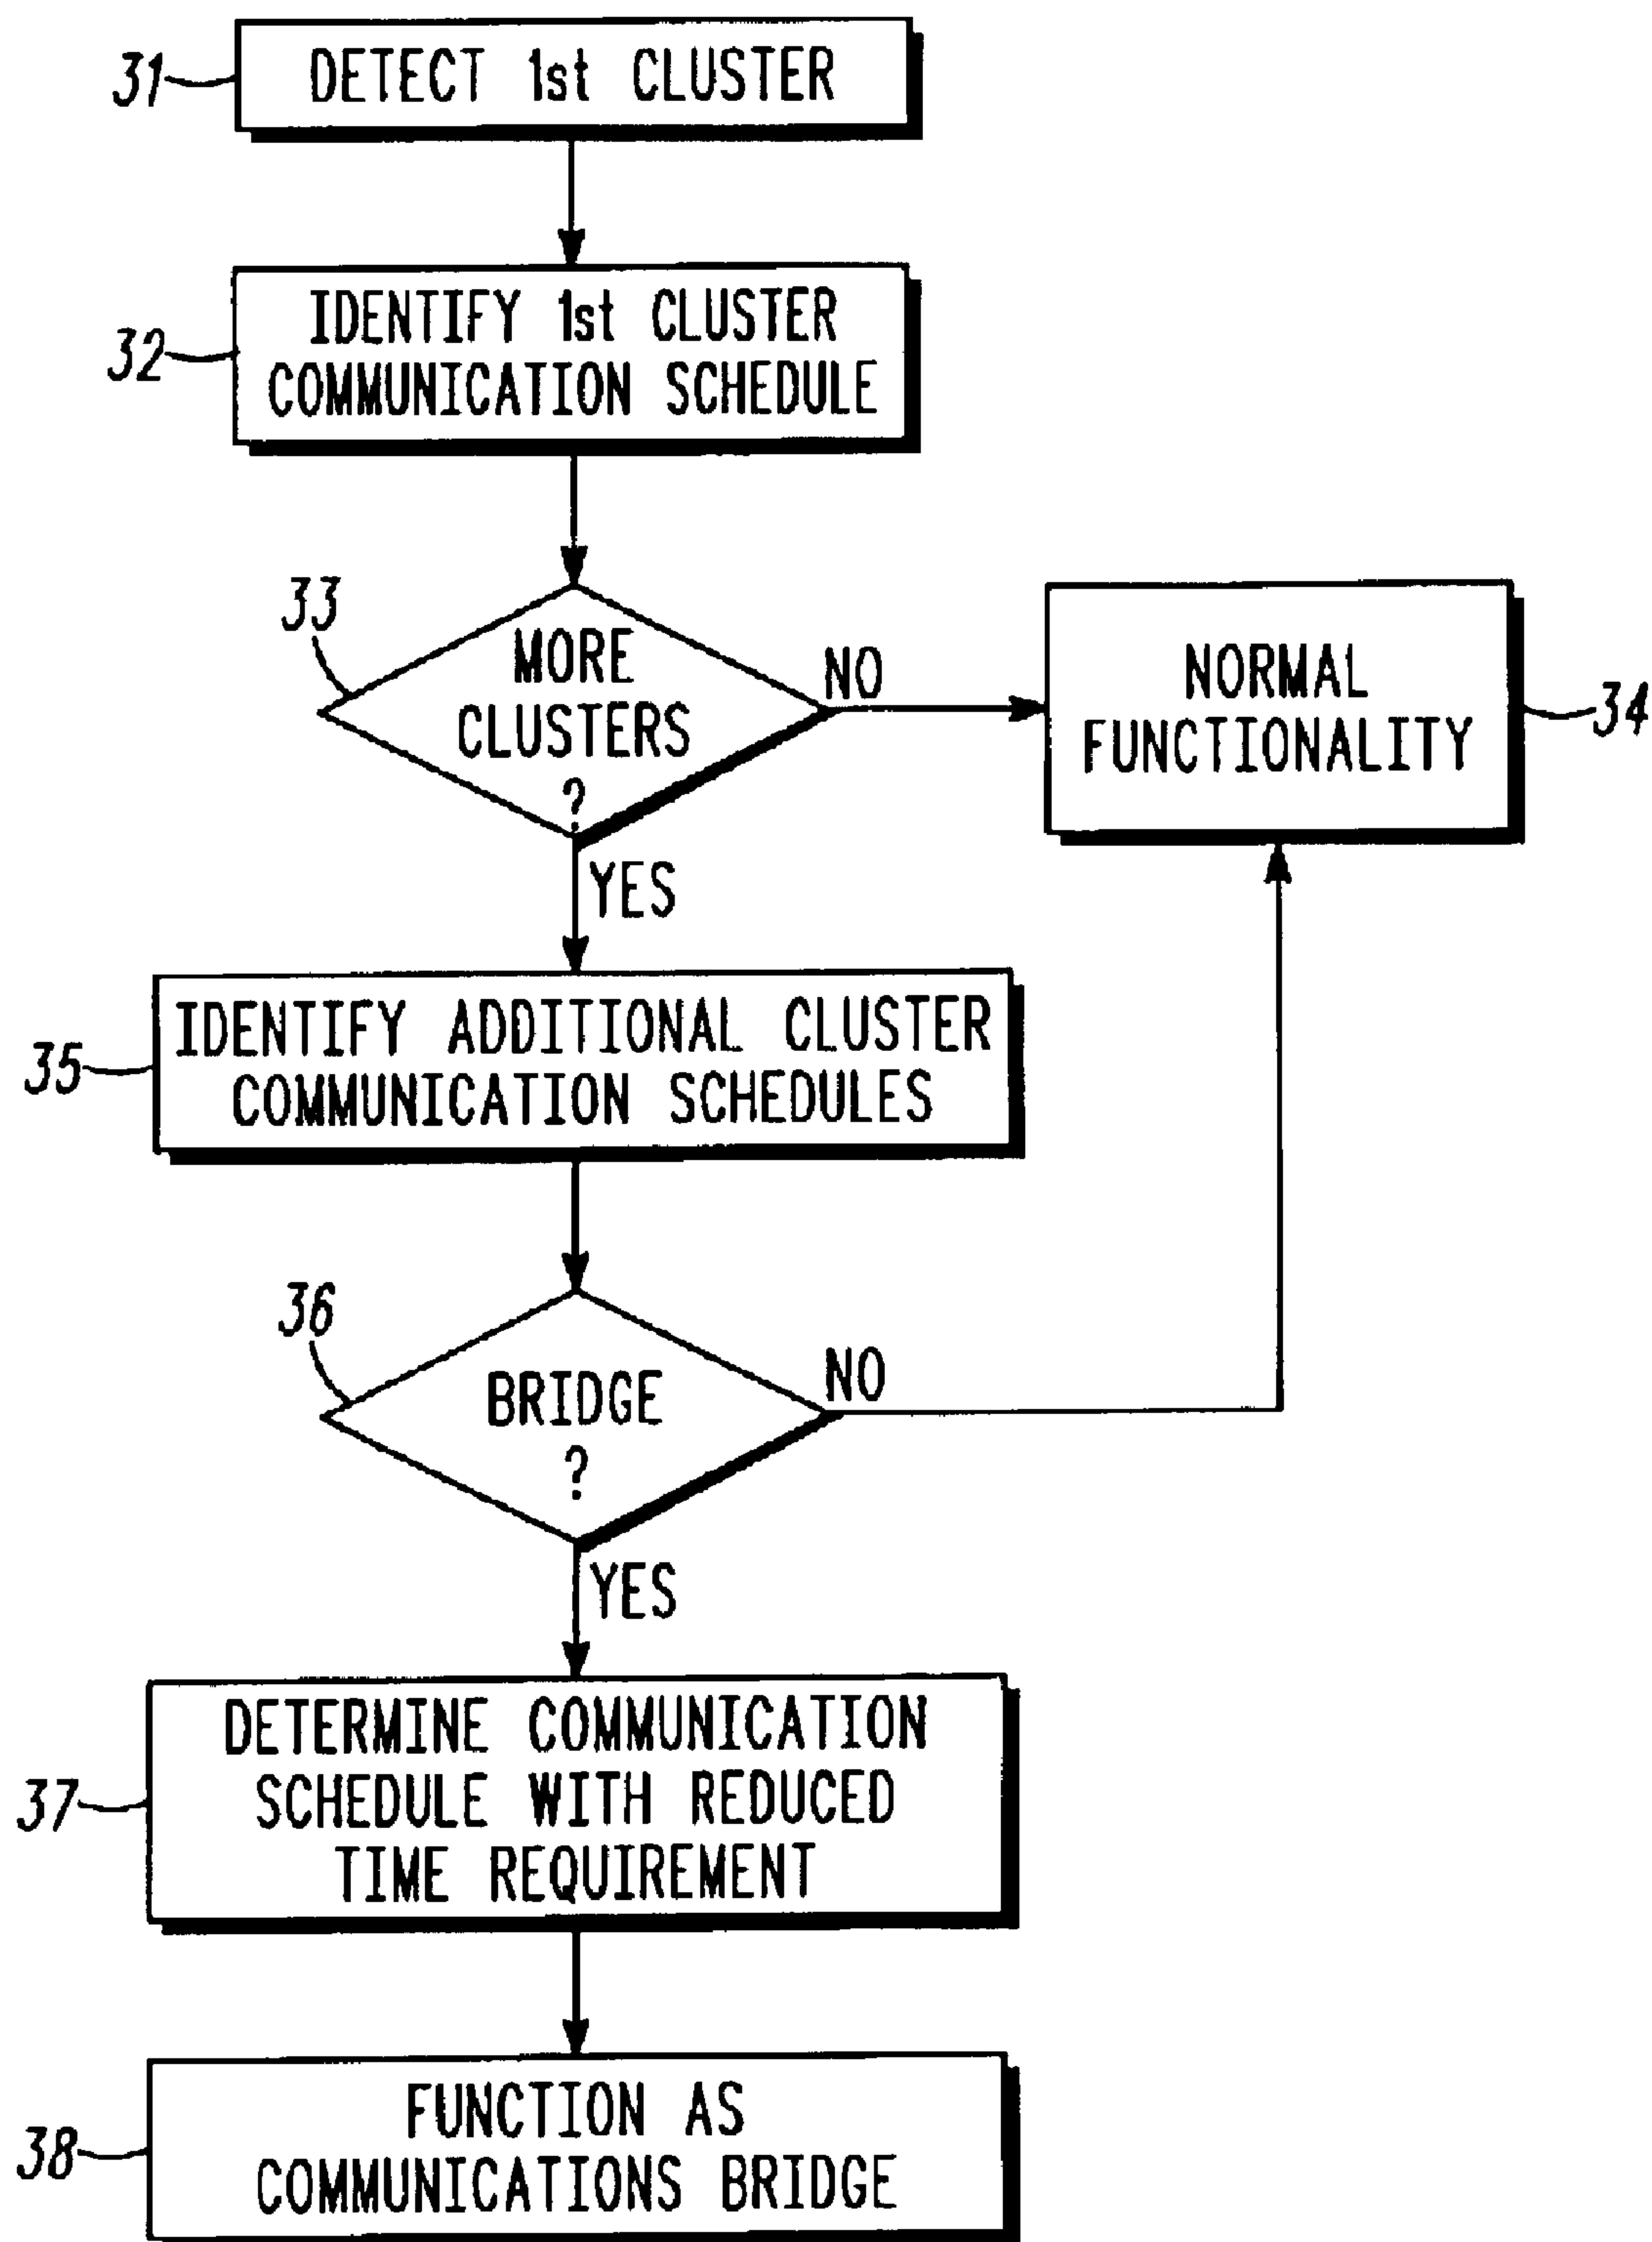 31
DETECT 1st CLUSTER
32
IDENTIFY 1st CLUSTER
COMMUNICATION SCHEDULE
33
MORE
CLUSTERS
?
NO
NORMAL
FUNCTIONALITY
34
YES
35
IDENTIFY ADDITIONAL CLUSTER
COMMUNICATION SCHEDULES
36
BRIDGE
?
NO
YES
37
DETERMINE COMMUNICATION
SCHEDULE WITH REDUCED
TIME REQUIREMENT
38
FUNCTION AS
COMMUNICATIONS BRIDGE